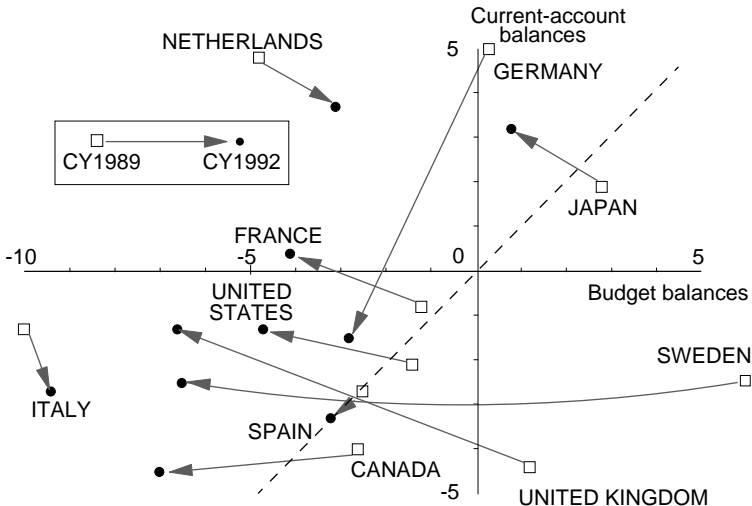 Current-account
balances
NETHERLANDS
5
GERMANY
CY1989
CY1992
JAPAN
FRANCE
-10
-5
0
5
UNITED
STATES
Budget balances
SWEDEN
ITALY
SPAIN
CANADA
-5
UNITED KINGDOM